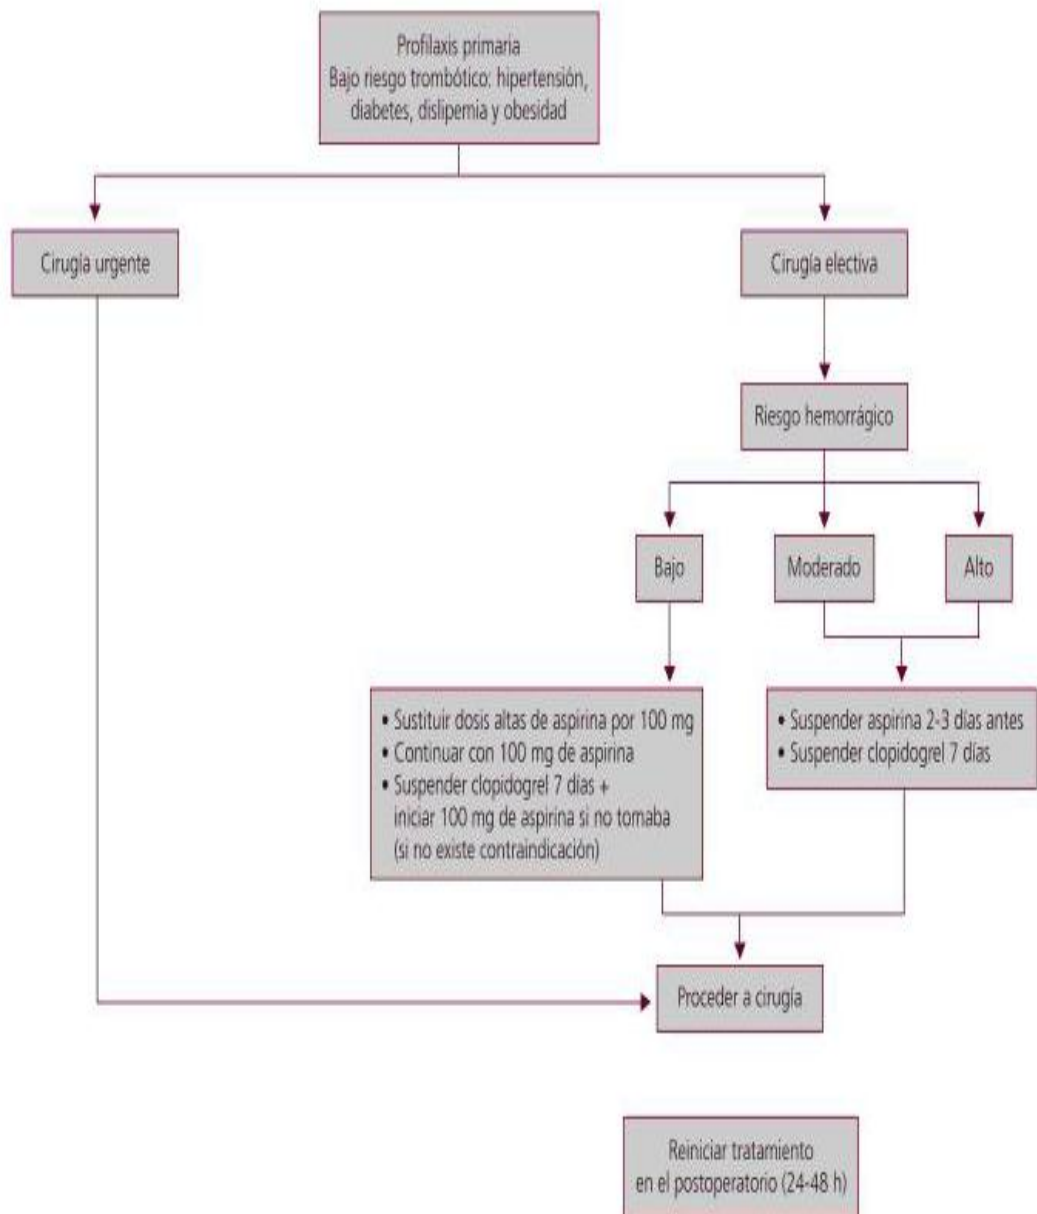 Profilaxis primaria
Bajo riesgo trombótico: hipertensión,
diabetes, dislipemia y obesidad
Cirugía urgente
Cirugía electiva
Riesgo hemorrágico
Bajo
Moderado
Alto
• Sustituir dosis altas de aspirina por 100 mg
• Continuar con 100 mg de aspirina
• Suspender clopidogrel 7 días +
iniciar 100 mg de aspirina si no tomaba
(si no existe contraindicación)
• Suspender aspirina 2-3 días antes
• Suspender clopidogrel 7 días
Proceder a cirugía
Reiniciar tratamiento
en el postoperatorio (24-48 h)